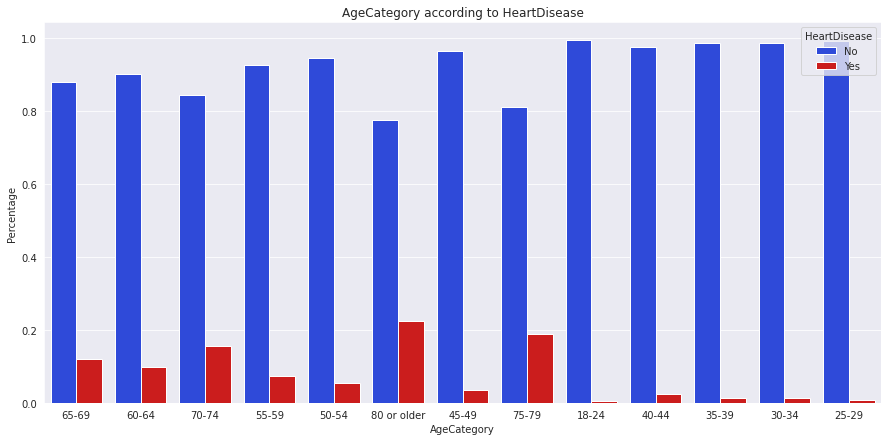 AgeCategory according to HeartDisease
HeartDisease
No
Yes
1.0
0.8
0.6
0.4
0.2
0.0
Percentage
65-69 60-64 70-74 55-59 50-54 80 or older 45-49 75-79 18-24 40-44 35-39 30-34 25-29
AgeCategory